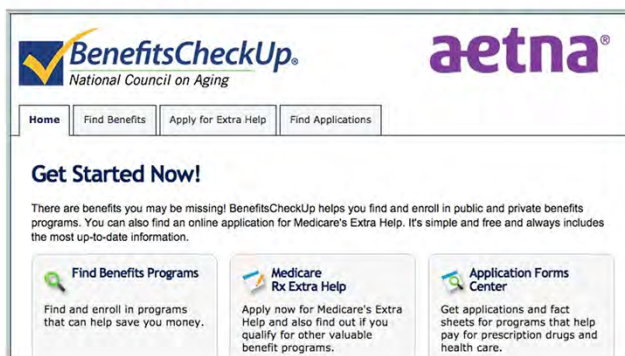 BenefitsCheckUp®
National Council on Aging
aetna®
Home
Find Benefits
Apply for Extra Help
Find Applications
Get Started Now!
There are benefits you may be missing! BenefitsCheckUp helps you find and enroll in public and private benefits
programs. You can also find an online application for Medicare's Extra Help. It's simple and free and always includes
the most up-to-date information.
Find Benefits Programs
Find and enroll in programs
that can help save you money.
Medicare
Rx Extra Help
Apply now for Medicare's Extra
Help and also find out if you
qualify for other valuable
benefit programs.
Application Forms
Center
Get applications and fact
sheets for programs that help
pay for prescription drugs and
health care.